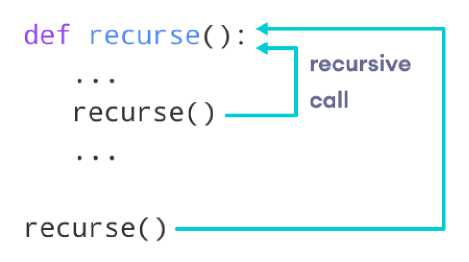 def recurse():
...
recurse()
...
recurse()
recursive
call